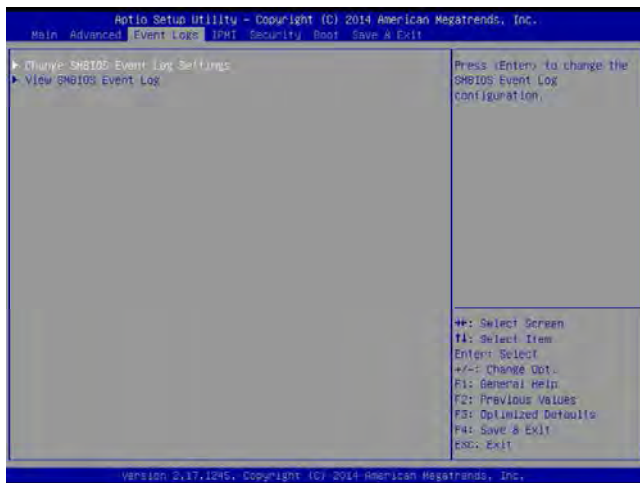 Aptio Setup Utility - Copyright (C) 2014 American Megatrends, Inc.
Main Advanced Event Logs IPMI Security Boot Save & Exit
▶ Change SMBIOS Event Log Settings
▶ View SMBIOS Event Log
Press <Enter> to change the
SMBIOS Event Log
configuration.
→←: Select Screen
↑↓: Select Item
Enter: Select
+/-: Change Opt.
F1: General Help
F2: Previous Values
F3: Optimized Defaults
F4: Save & Exit
ESC: Exit
Version 2.17.1245. Copyright (C) 2014 American Megatrends, Inc.